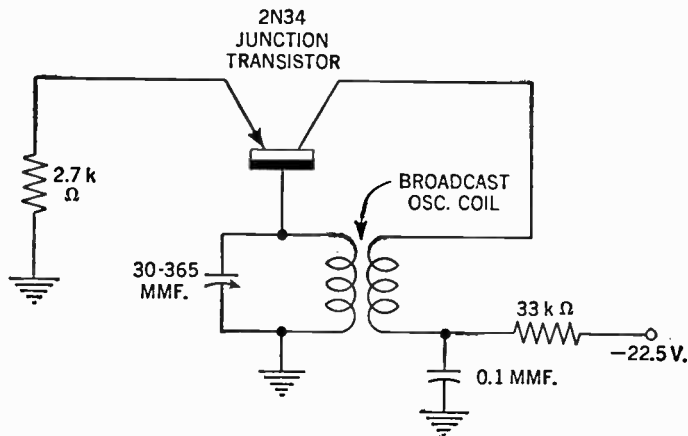 2N34
JUNCTION
TRANSISTOR
2.7 k
Ω
BROADCAST
OSC. COIL
30-365
MMF.
33 k Ω
−22.5 V.
0.1 MMF.